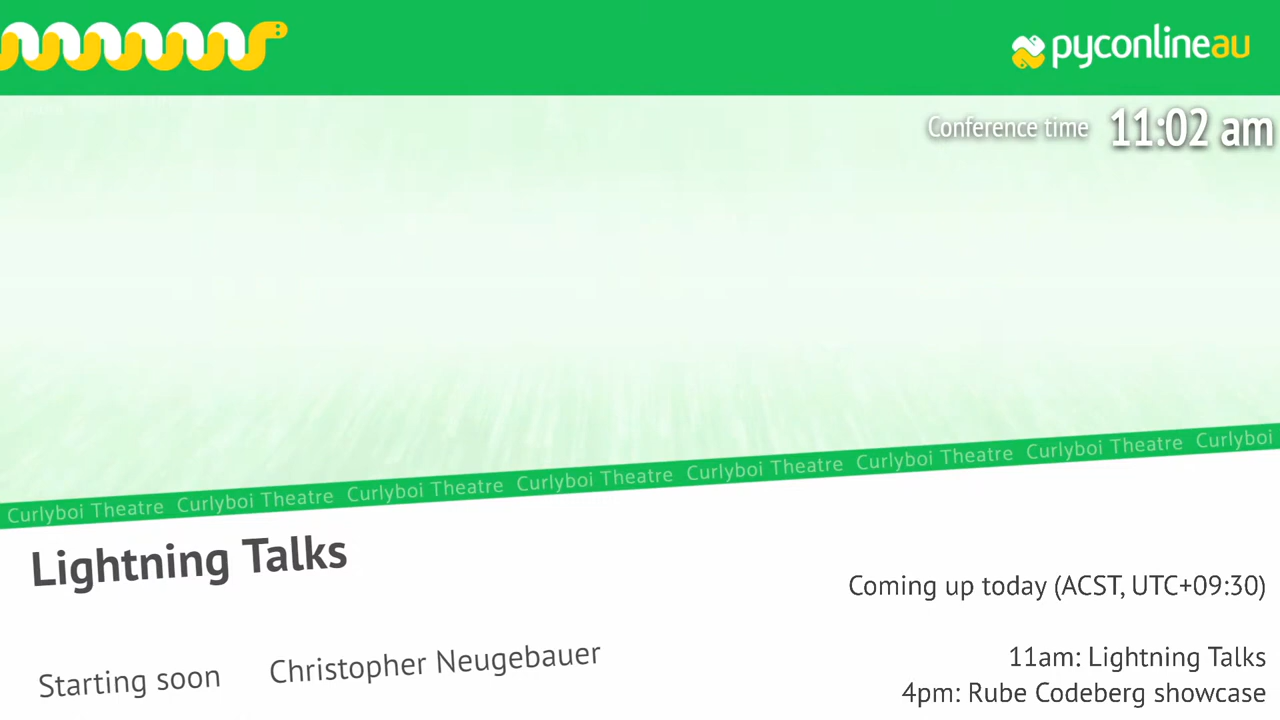 pyconlineau
Conference time 11:02 am
Curlyboi Theatre Curlyboi Theatre Curlyboi Theatre Curlyboi Theatre Curlyboi Theatre Curlyboi Theatre Curlyboi Theatre Curlyboi
Lightning Talks
Starting soon Christopher Neugebauer
Coming up today (ACST, UTC+09:30)
11am: Lightning Talks
4pm: Rube Codeberg showcase